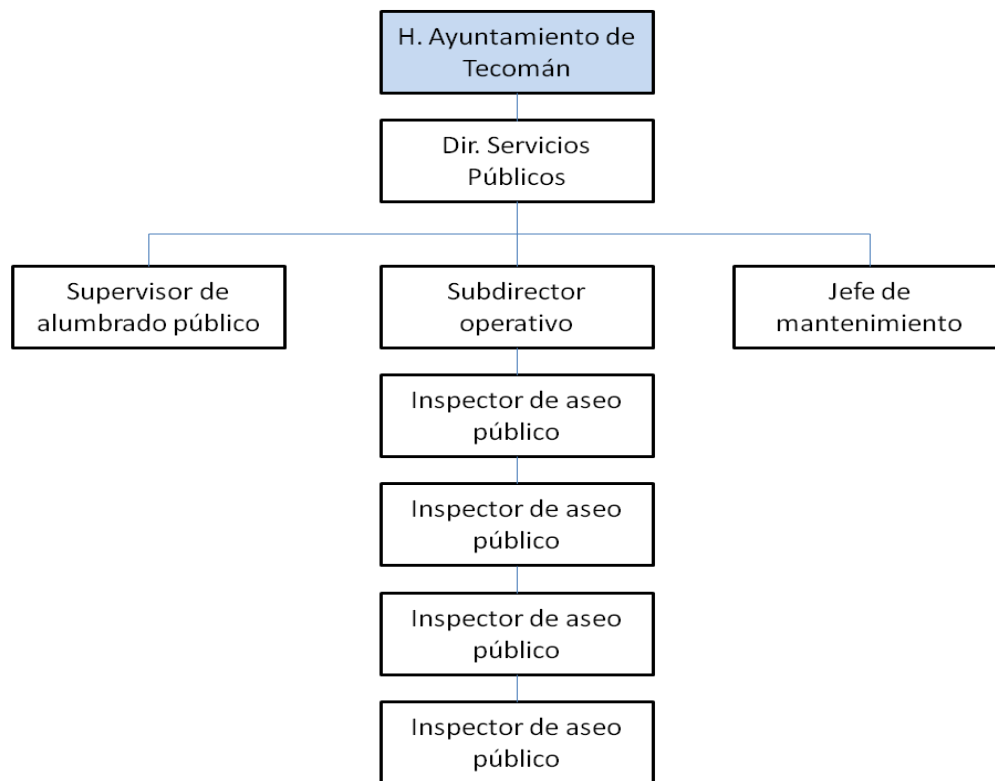 H. Ayuntamiento de
Tecomán
Dir. Servicios
Públicos
Supervisor de
alumbrado público
Subdirector
operativo
Jefe de
mantenimiento
Inspector de aseo
público
Inspector de aseo
público
Inspector de aseo
público
Inspector de aseo
público